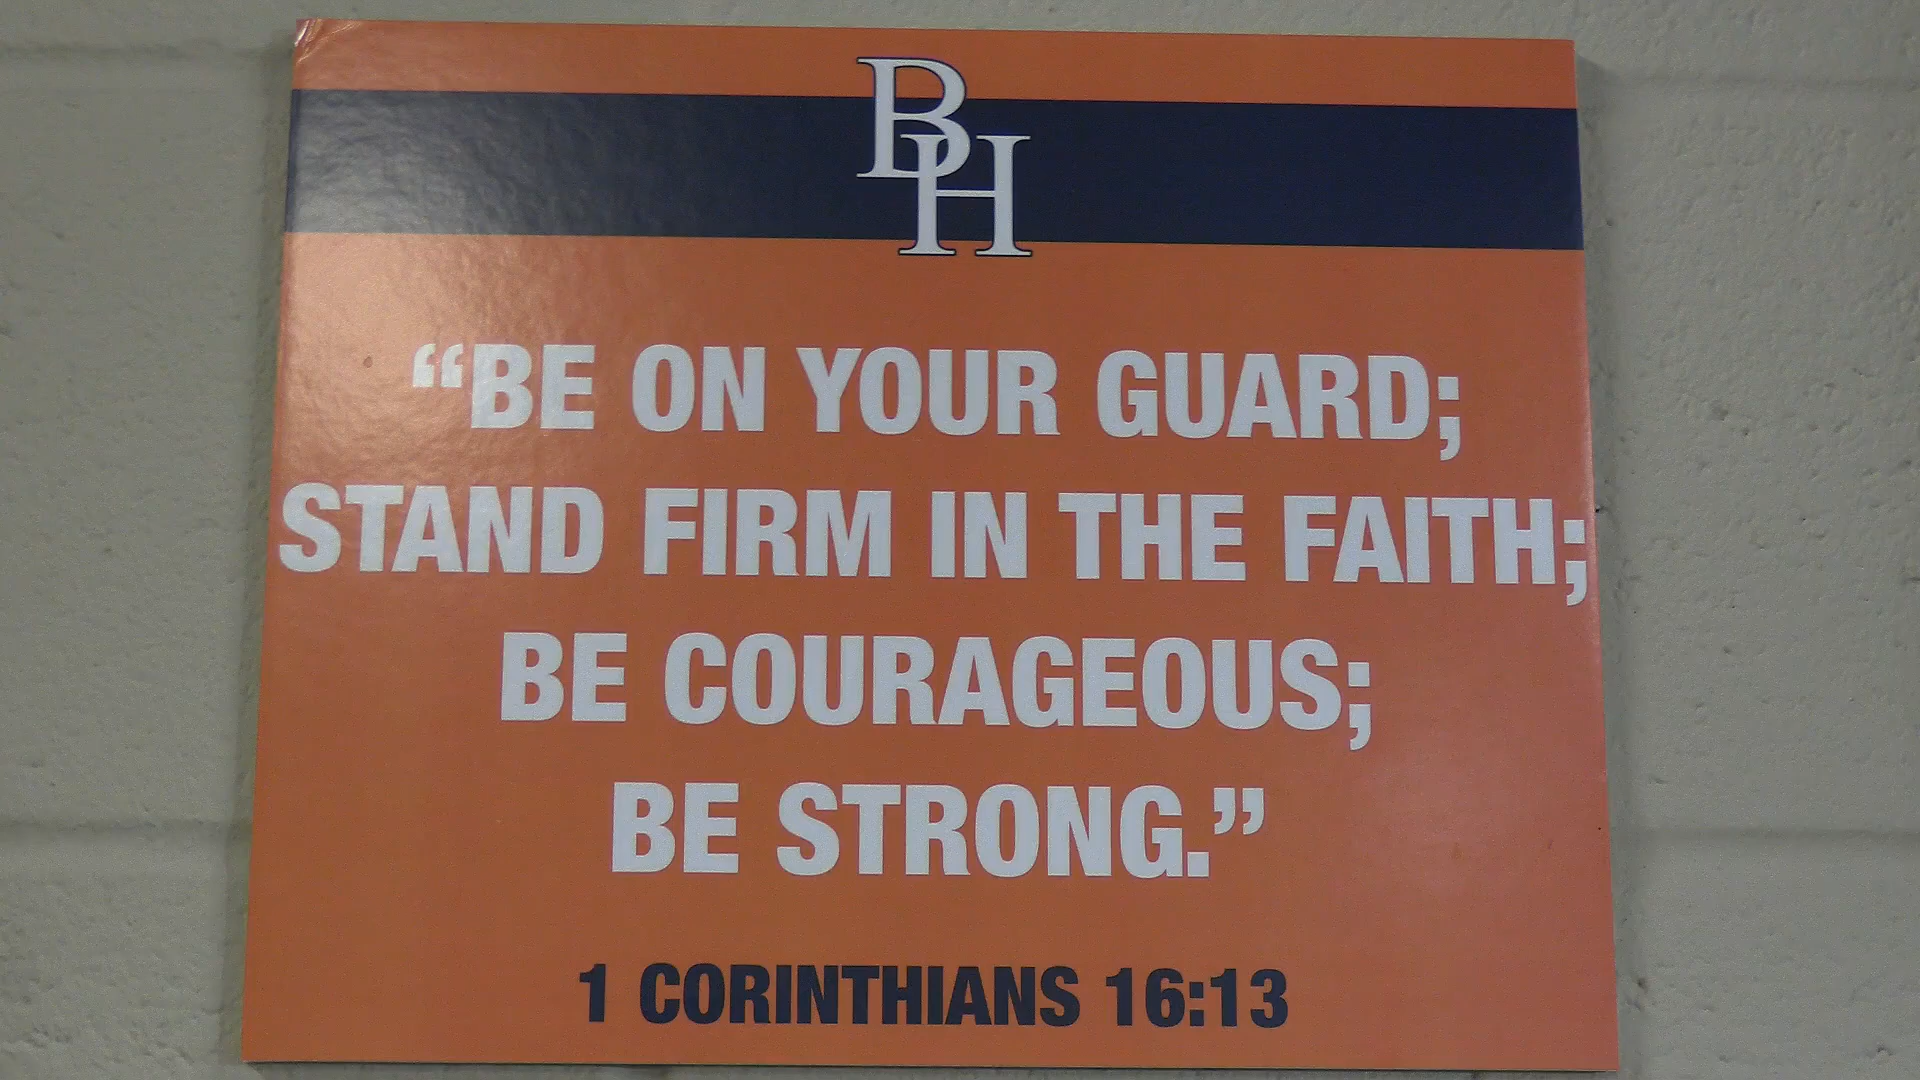 BH
“BE ON YOUR GUARD;
STAND FIRM IN THE FAITH;
BE COURAGEOUS;
BE STRONG.”
1 CORINTHIANS 16:13